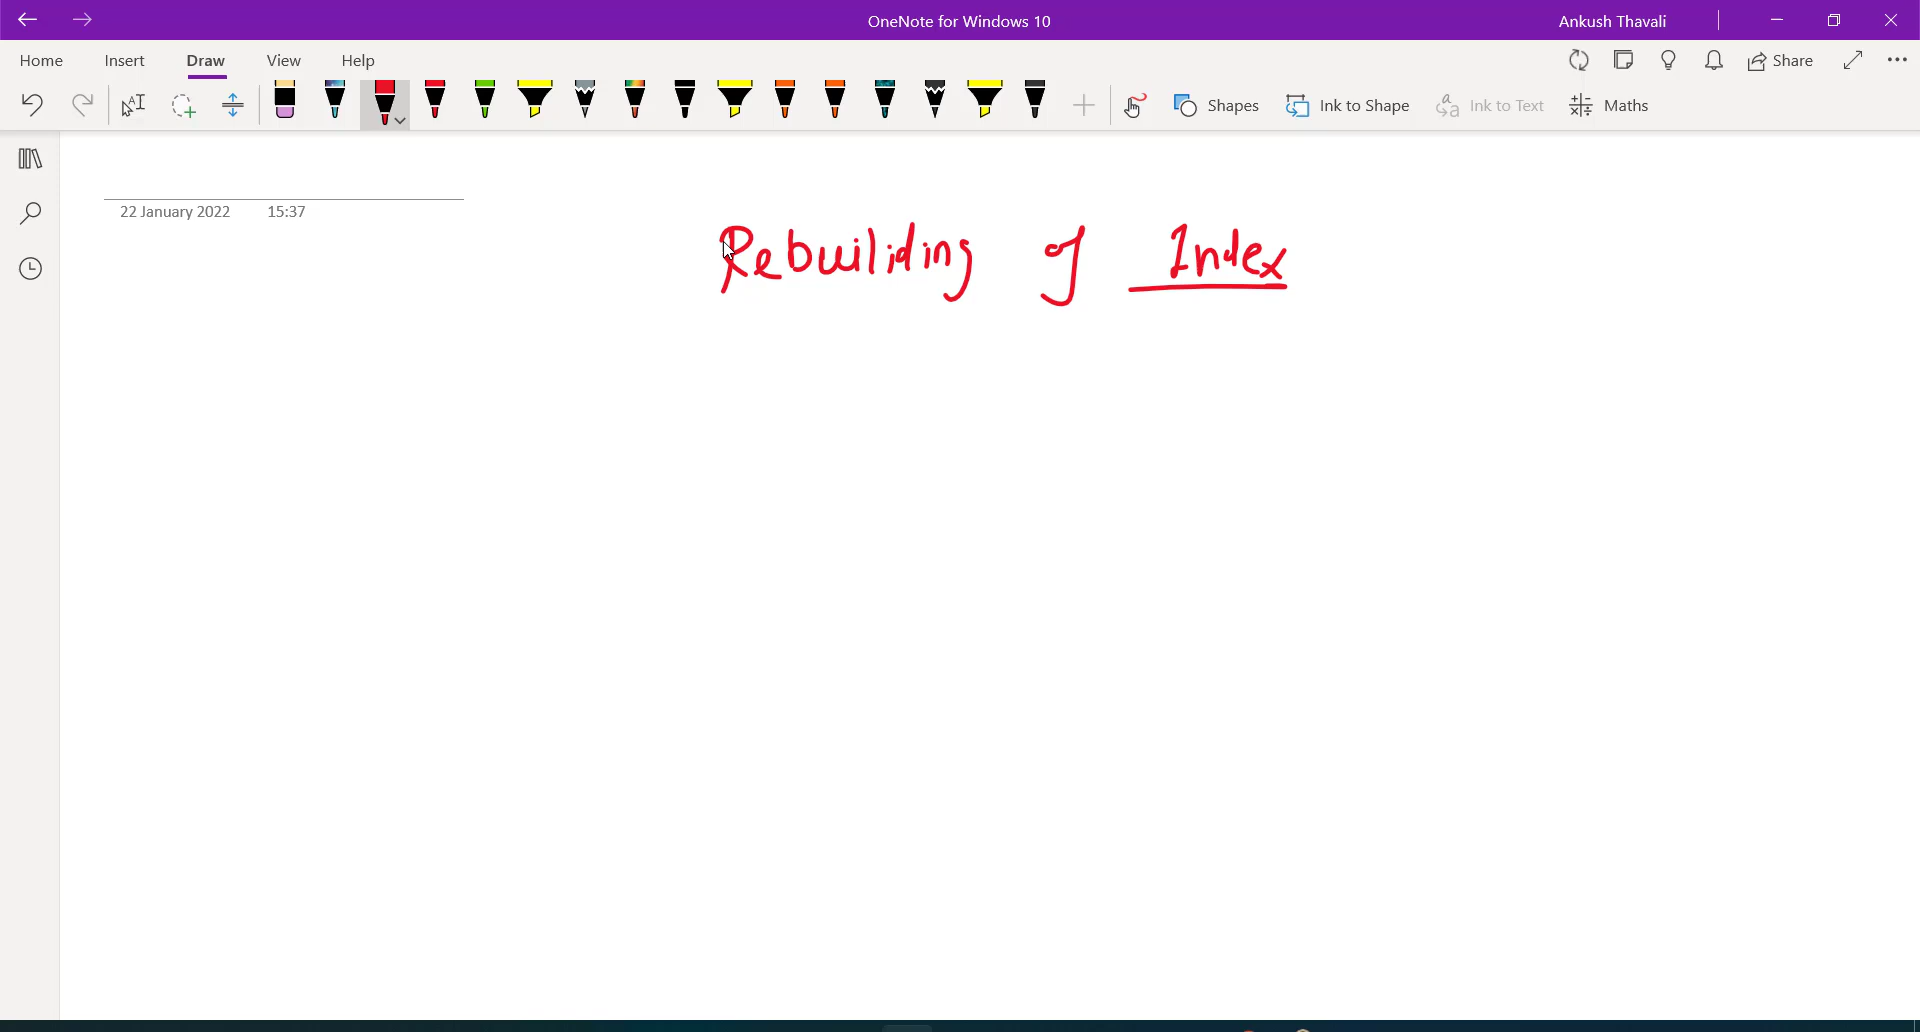 OneNote for Windows 10
Ankush Thavali
Home Insert Draw View Help
Share
Shapes Ink to Shape Ink to Text Maths
22 January 2022 15:37
Rebuiliding of Index